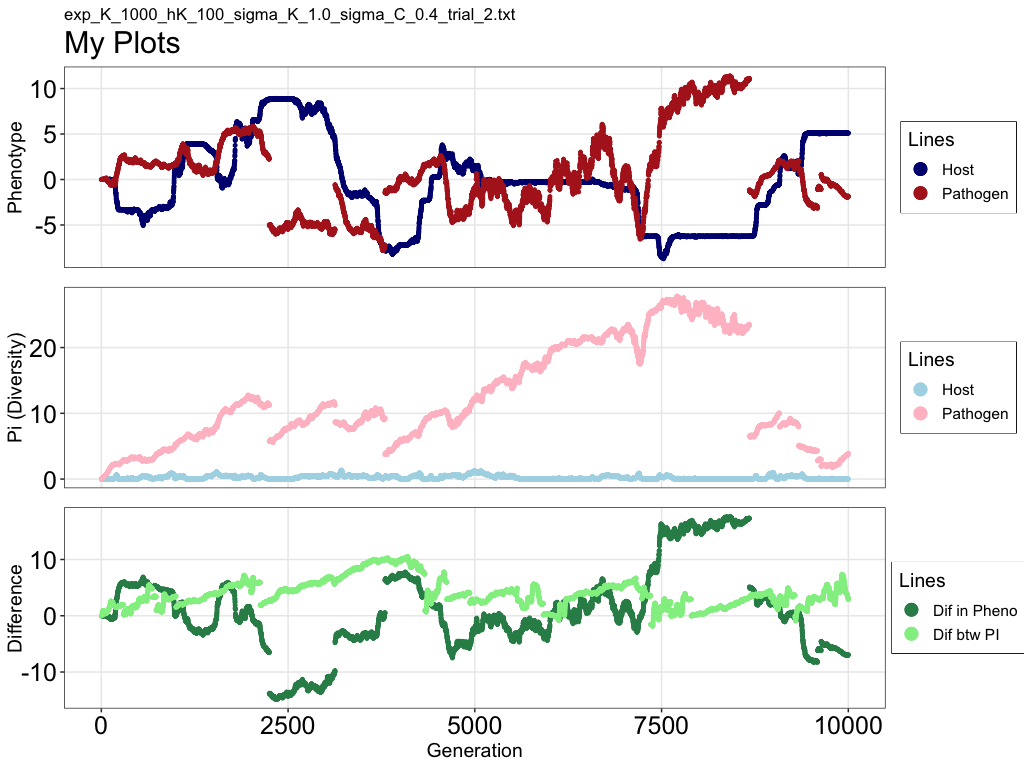 exp_K_1000_hK_100_sigma_K_1.0_sigma_C_0.4_trial_2.txt
My Plots
Phenotype
10
5
0
-5
Lines
Host
Pathogen
Pi (Diversity)
20
10
0
Lines
Host
Pathogen
Difference
10
0
-10
Lines
Dif in Pheno
Dif btw PI
0 2500 5000 7500 10000
Generation